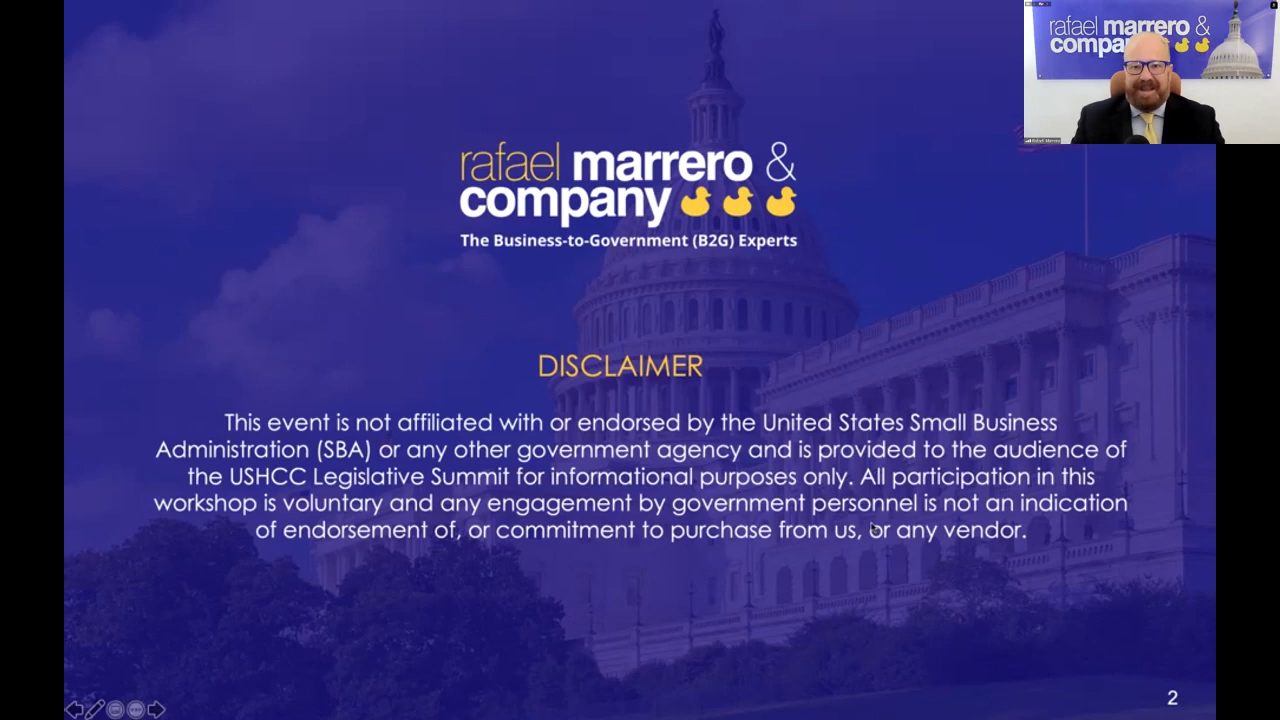 rafael marrero &
company
rafael marrero &
company
The Business-to-Government (B2G) Experts
DISCLAIMER
This event is not affiliated with or endorsed by the United States Small Business
Administration (SBA) or any other government agency and is provided to the audience of
the USHCC Legislative Summit for informational purposes only. All participation in this
workshop is voluntary and any engagement by government personnel is not an indication
of endorsement of, or commitment to purchase from us, or any vendor.
2